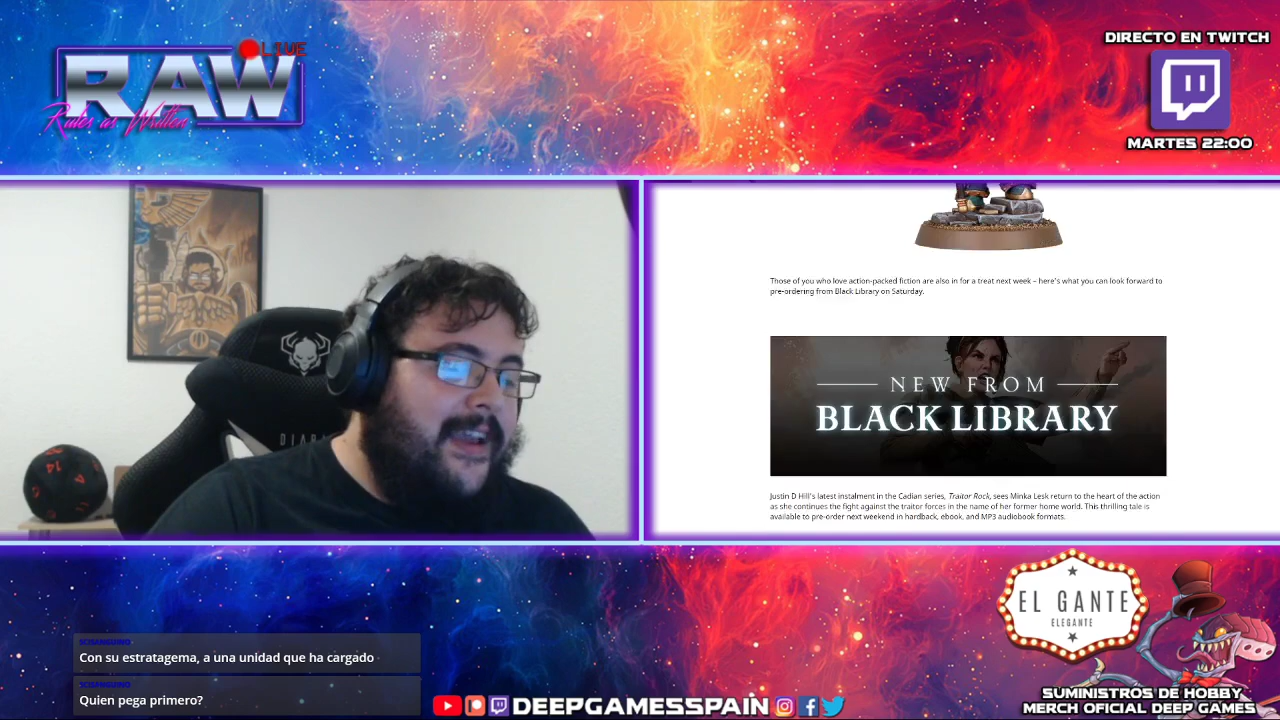 LIVE
RAW
Rules as Written
DIRECTO EN TWITCH
MARTES 22:00
14
DIABLO
Those of you who love action-packed fiction are also in for a treat next week – here's what you can look forward to
pre-ordering from Black Library on Saturday.
NEW FROM
BLACK LIBRARY
Justin D Hill's latest instalment in the Cadian series, Traitor Rock, sees Minka Lesk return to the heart of the action
as she continues the fight against the traitor forces in the name of her former home world. This thrilling tale is
available to pre-order next weekend in hardback, ebook, and MP3 audiobook formats.
Con su estratagema, a una unidad que ha cargado
Quien pega primero?
DEEPGAMESSPAIN
EL GANTE
ELEGANTE
SUMINISTROS DE HOBBY
MERCH OFICIAL DEEP GAMES